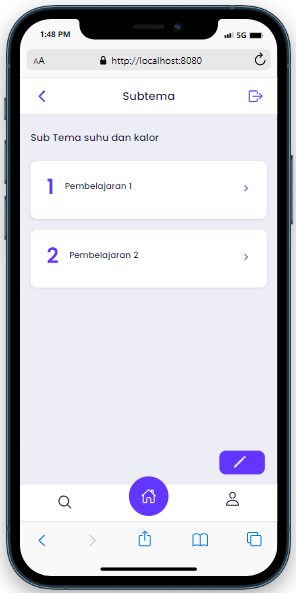 1:48 PM
5G
AA
http://localhost:8080
Subtema
Sub Tema suhu dan kalor
1 Pembelajaran 1
2 Pembelajaran 2